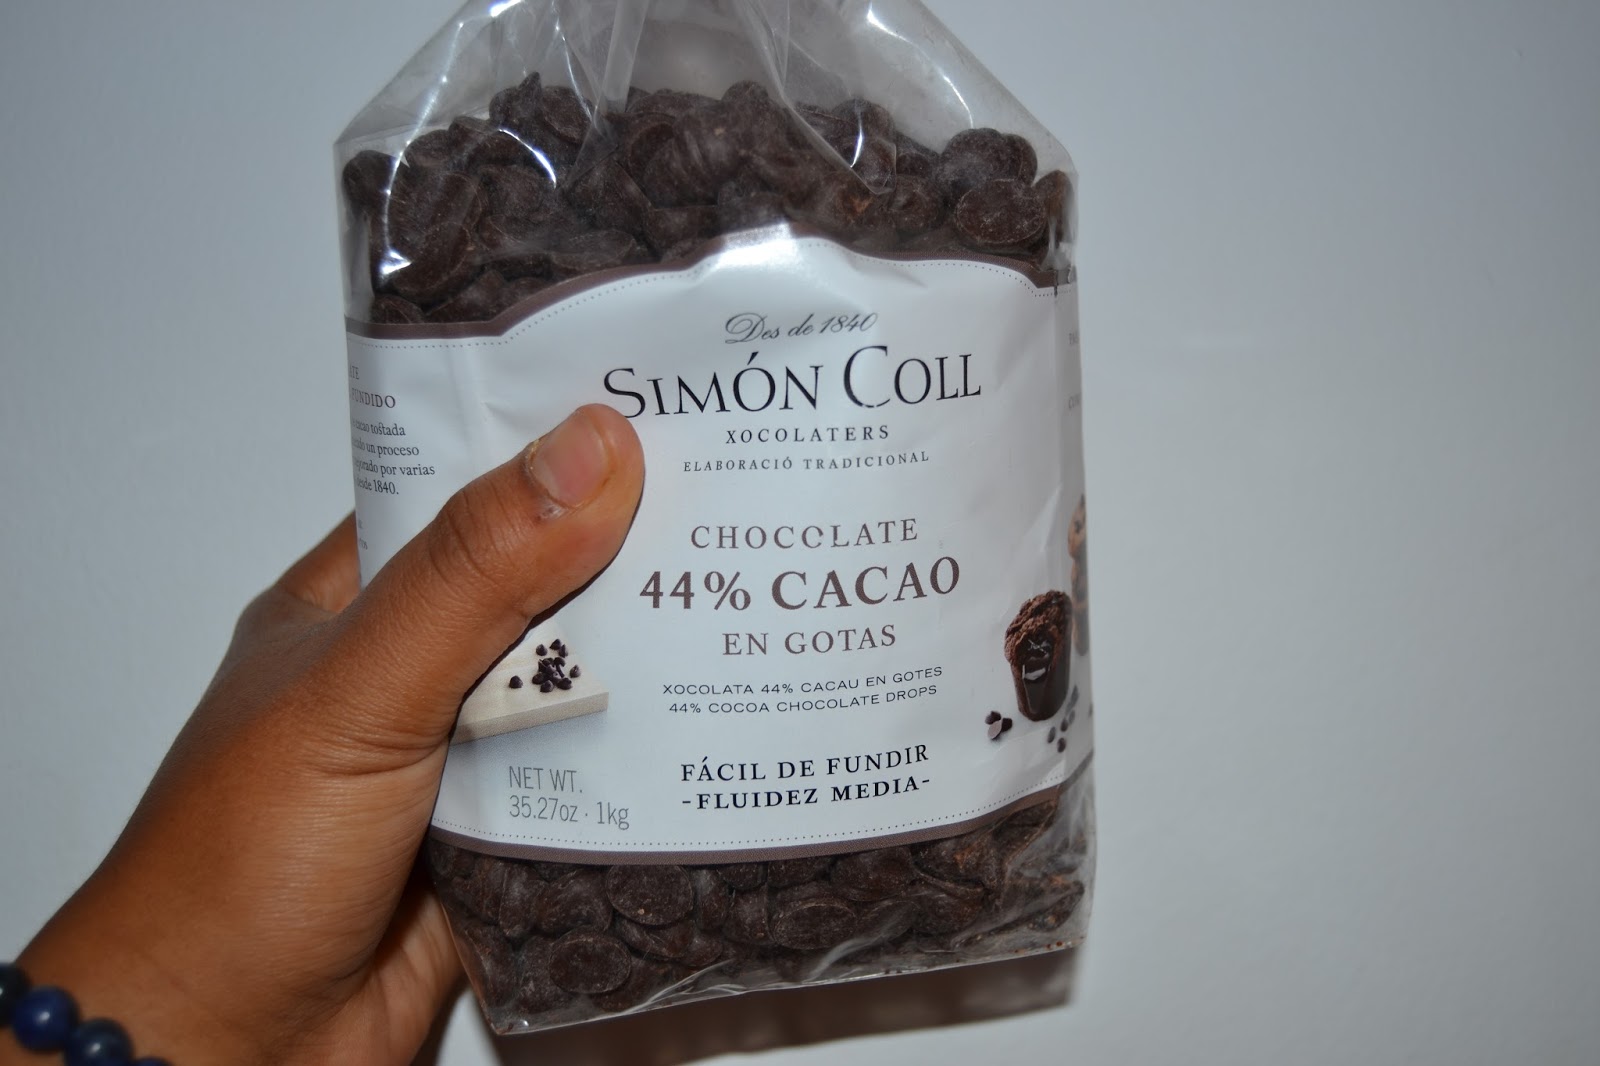 Des de 1840
SIMÓN COLL
XOCOLATERS
ELABORACIÓ TRADICIONAL
CHOCOLATE
44% CACAO
EN GOTAS
XOCOLATA 44% CACAU EN GOTES
44% COCOA CHOCOLATE DROPS
FÁCIL DE FUNDIR
-FLUIDEZ MEDIA-
NET WT.
35.27oz · 1kg
cacao tostada
un proceso
por varias
1840.